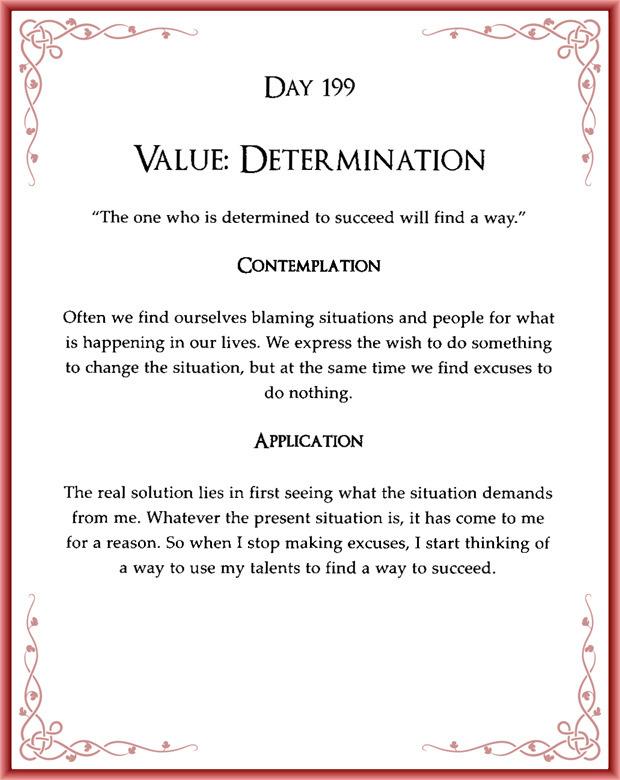 DAY 199
VALUE: DETERMINATION
“The one who is determined to succeed will find a way.”
CONTEMPLATION
Often we find ourselves blaming situations and people for what
is happening in our lives. We express the wish to do something
to change the situation, but at the same time we find excuses to
do nothing.
APPLICATION
The real solution lies in first seeing what the situation demands
from me. Whatever the present situation is, it has come to me
for a reason. So when I stop making excuses, I start thinking of
a way to use my talents to find a way to succeed.